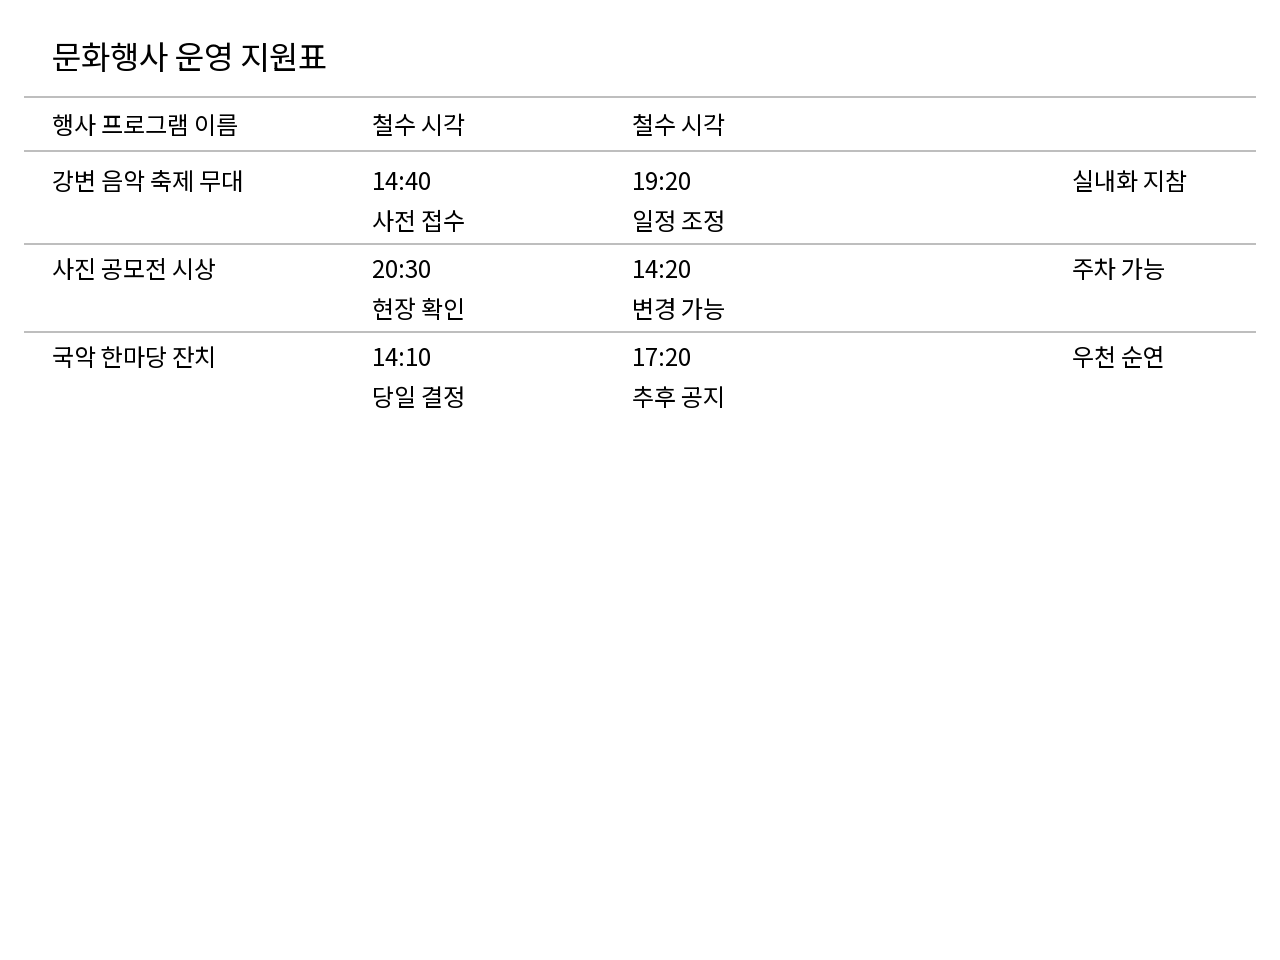 문화행사 운영 지원표
행사 프로그램 이름 철수 시각 철수 시각
강변 음악 축제 무대 14:40 19:20 실내화 지참
사전 접수 일정 조정
사진 공모전 시상 20:30 14:20 주차 가능
현장 확인 변경 가능
국악 한마당 잔치 14:10 17:20 우천 순연
당일 결정 추후 공지